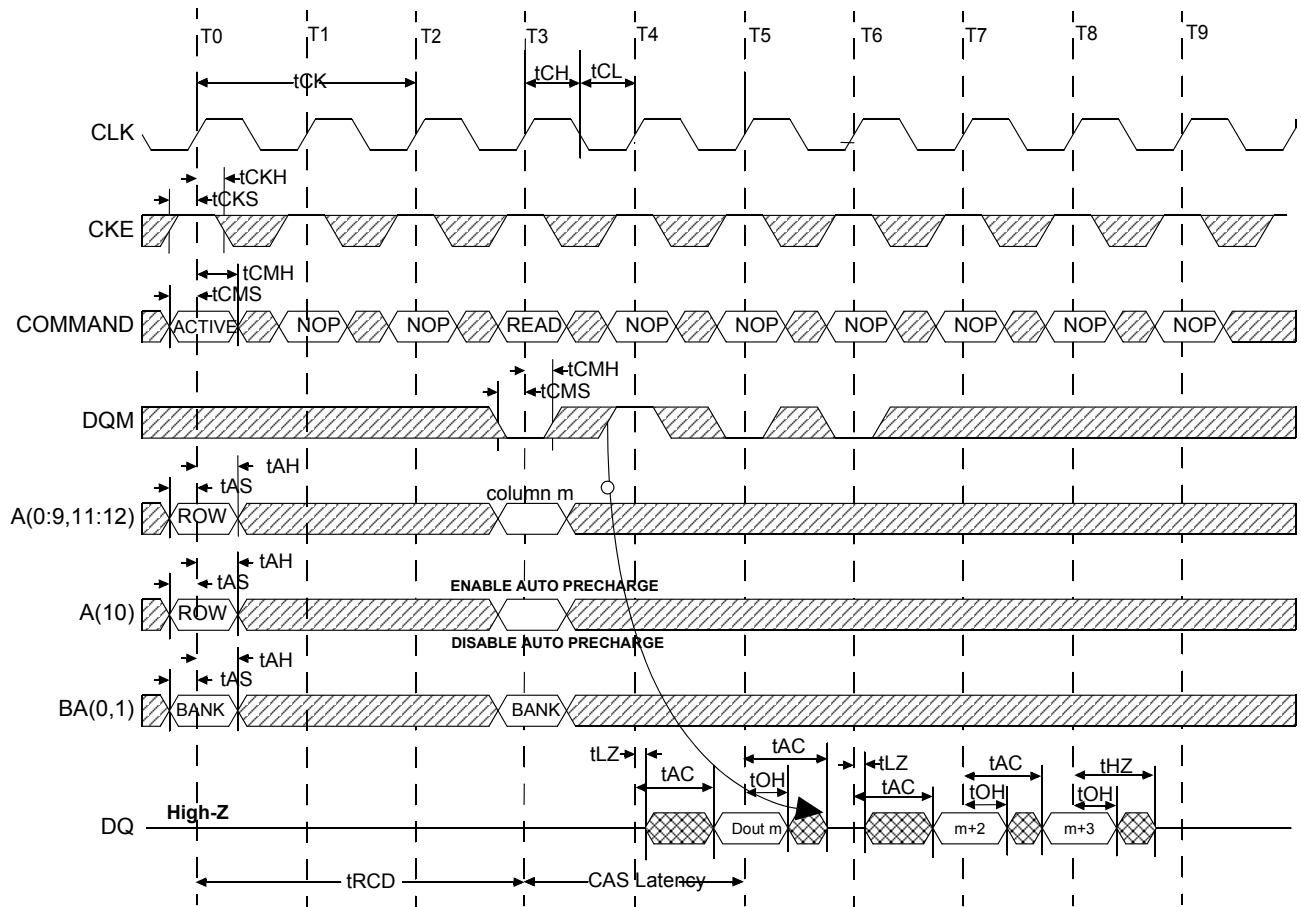 T0 T1 T2 T3 T4 T5 T6 T7 T8 T9
tCK tCH tCL
CLK
tCKH
tCKS
CKE
tCMH
tCMS
COMMAND ACTIVE NOP NOP READ NOP NOP NOP NOP NOP NOP
tCMH
tCMS
DQM
tAH
tAS
column m
A(0:9,11:12) ROW
tAH
tAS
ENABLE AUTO PRECHARGE
A(10) ROW
DISABLE AUTO PRECHARGE
tAH
tAS
BA(0,1) BANK BANK
tLZ tAC tLZ tAC tHZ
tAC tOH tAC tOH tOH
High-Z
DQ Dout m m+2 m+3
tRCD CAS Latency